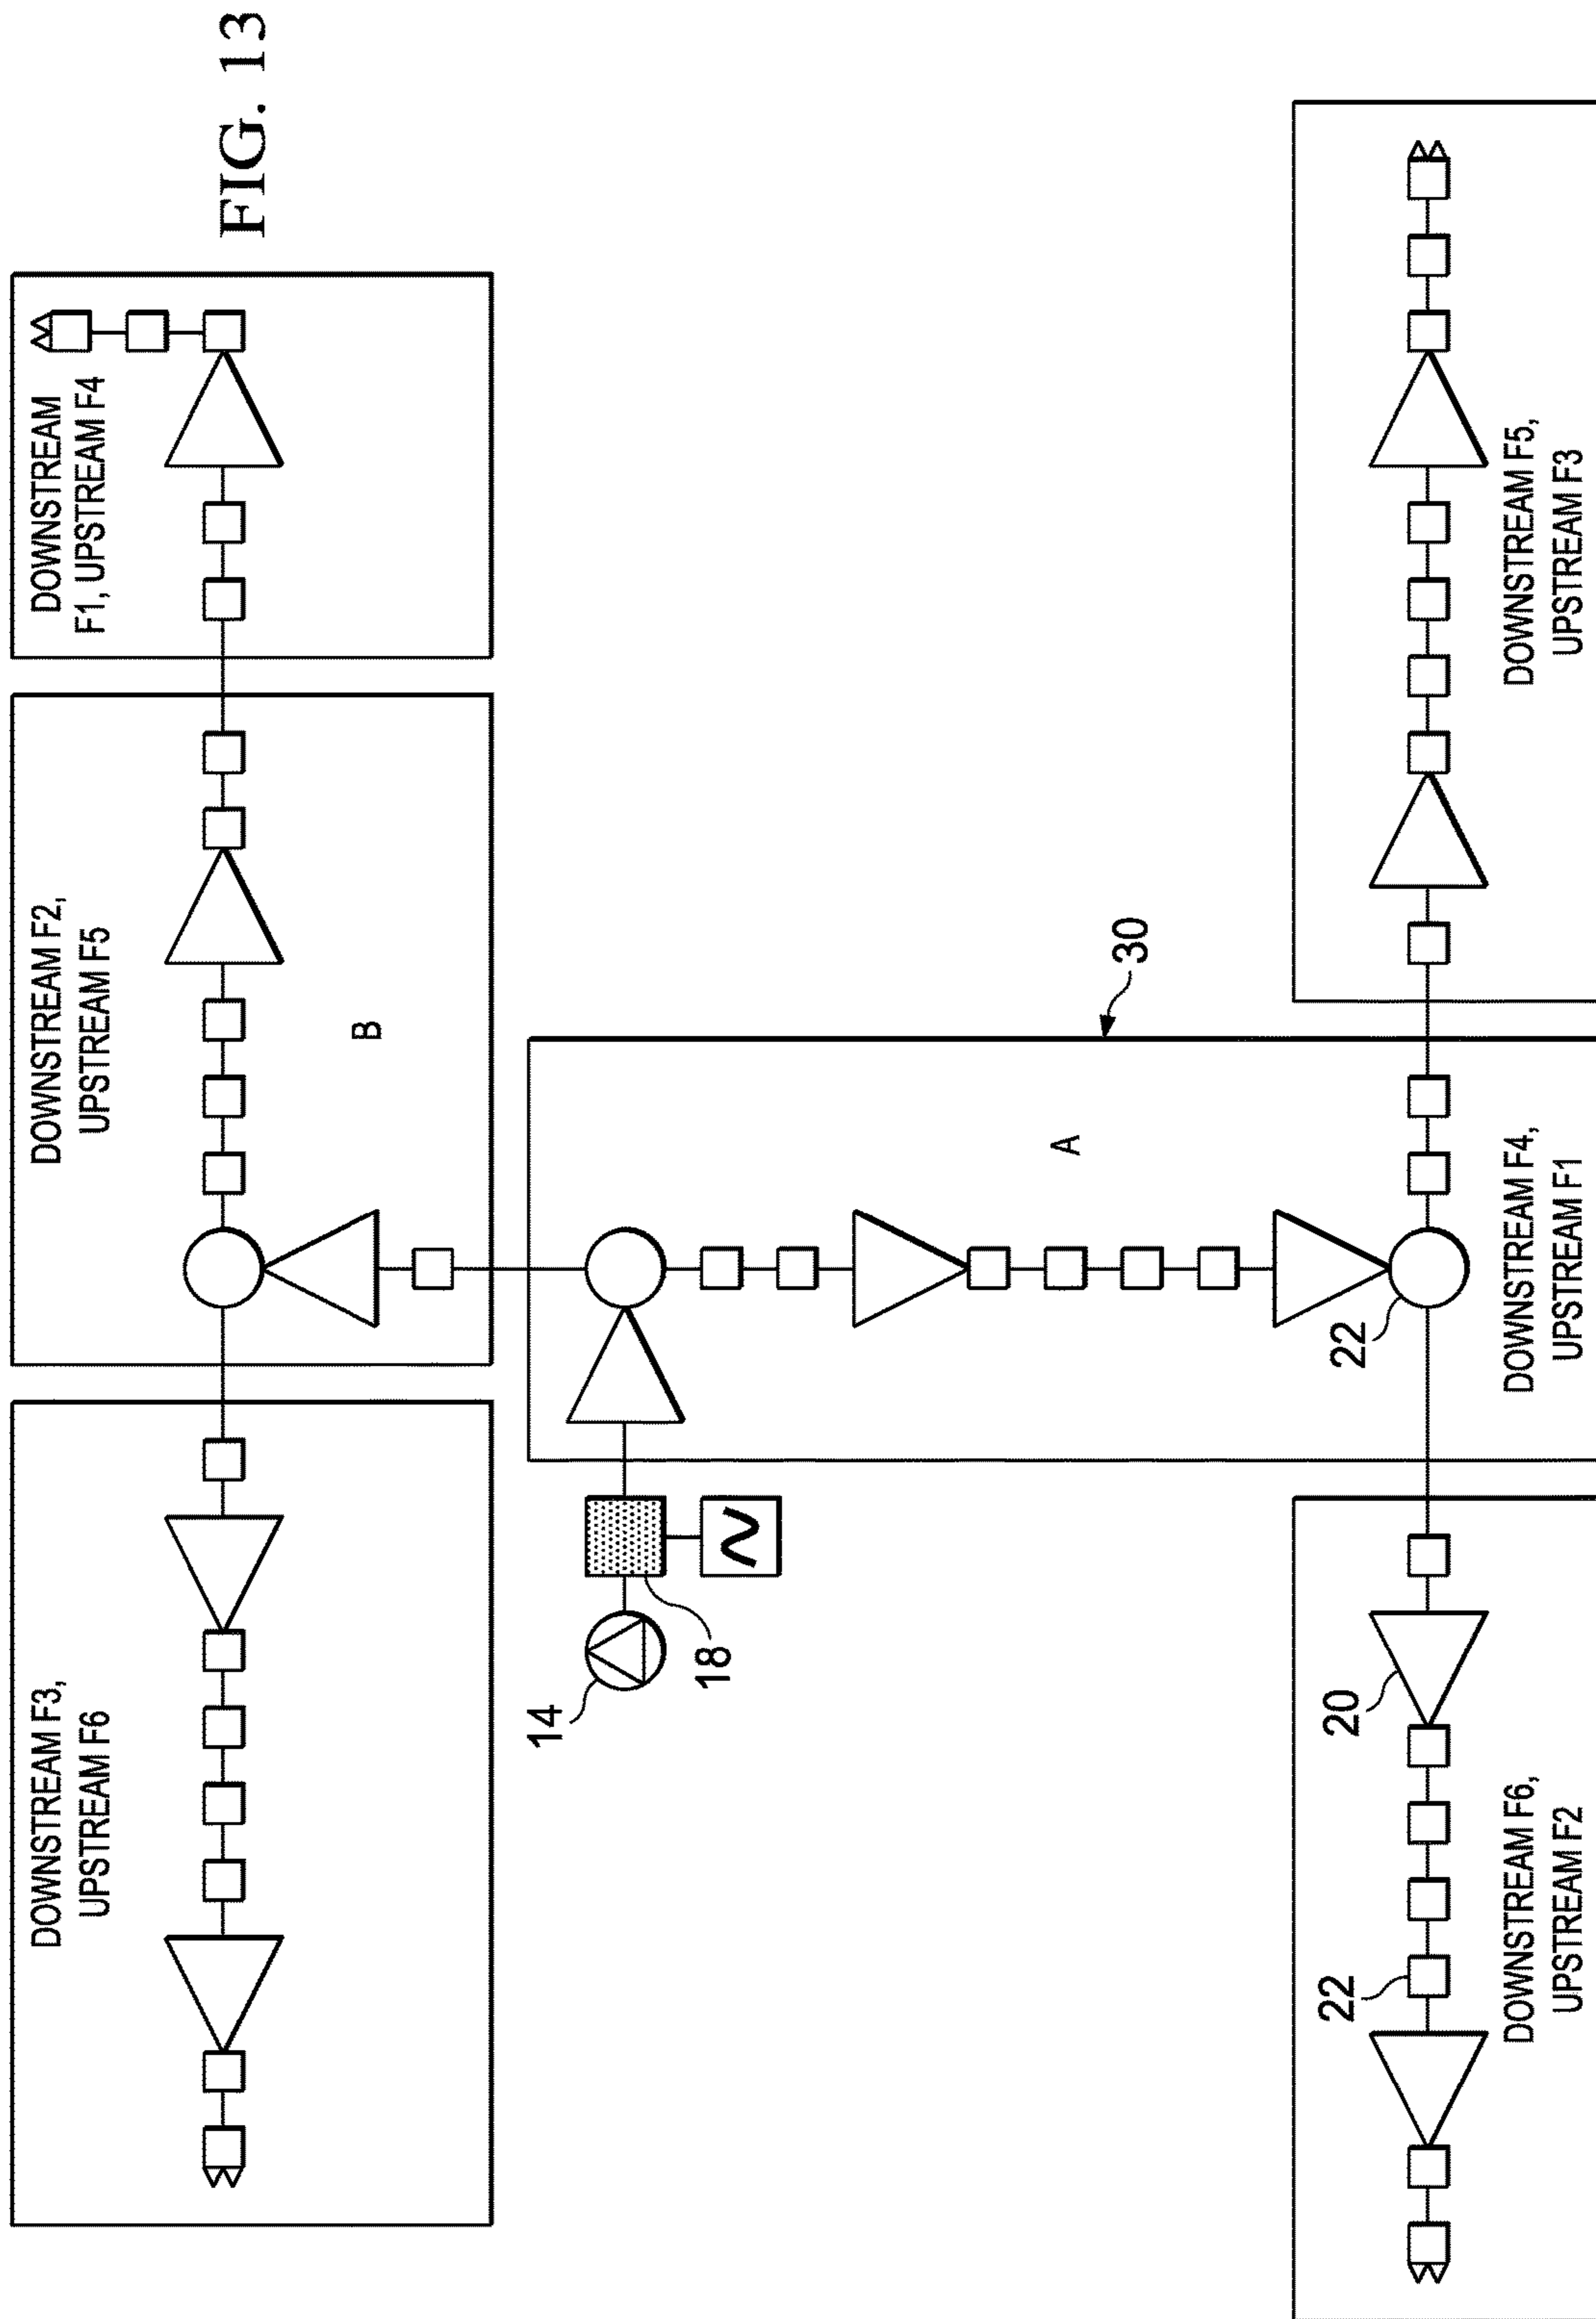 DOWNSTREAM F3,
UPSTREAM F6
DOWNSTREAM F2,
UPSTREAM F5
DOWNSTREAM
F1, UPSTREAM F4
FIG. 13
B
14
18
A
30
22
20
22
DOWNSTREAM F6,
UPSTREAM F2
DOWNSTREAM F4,
UPSTREAM F1
DOWNSTREAM F5,
UPSTREAM F3